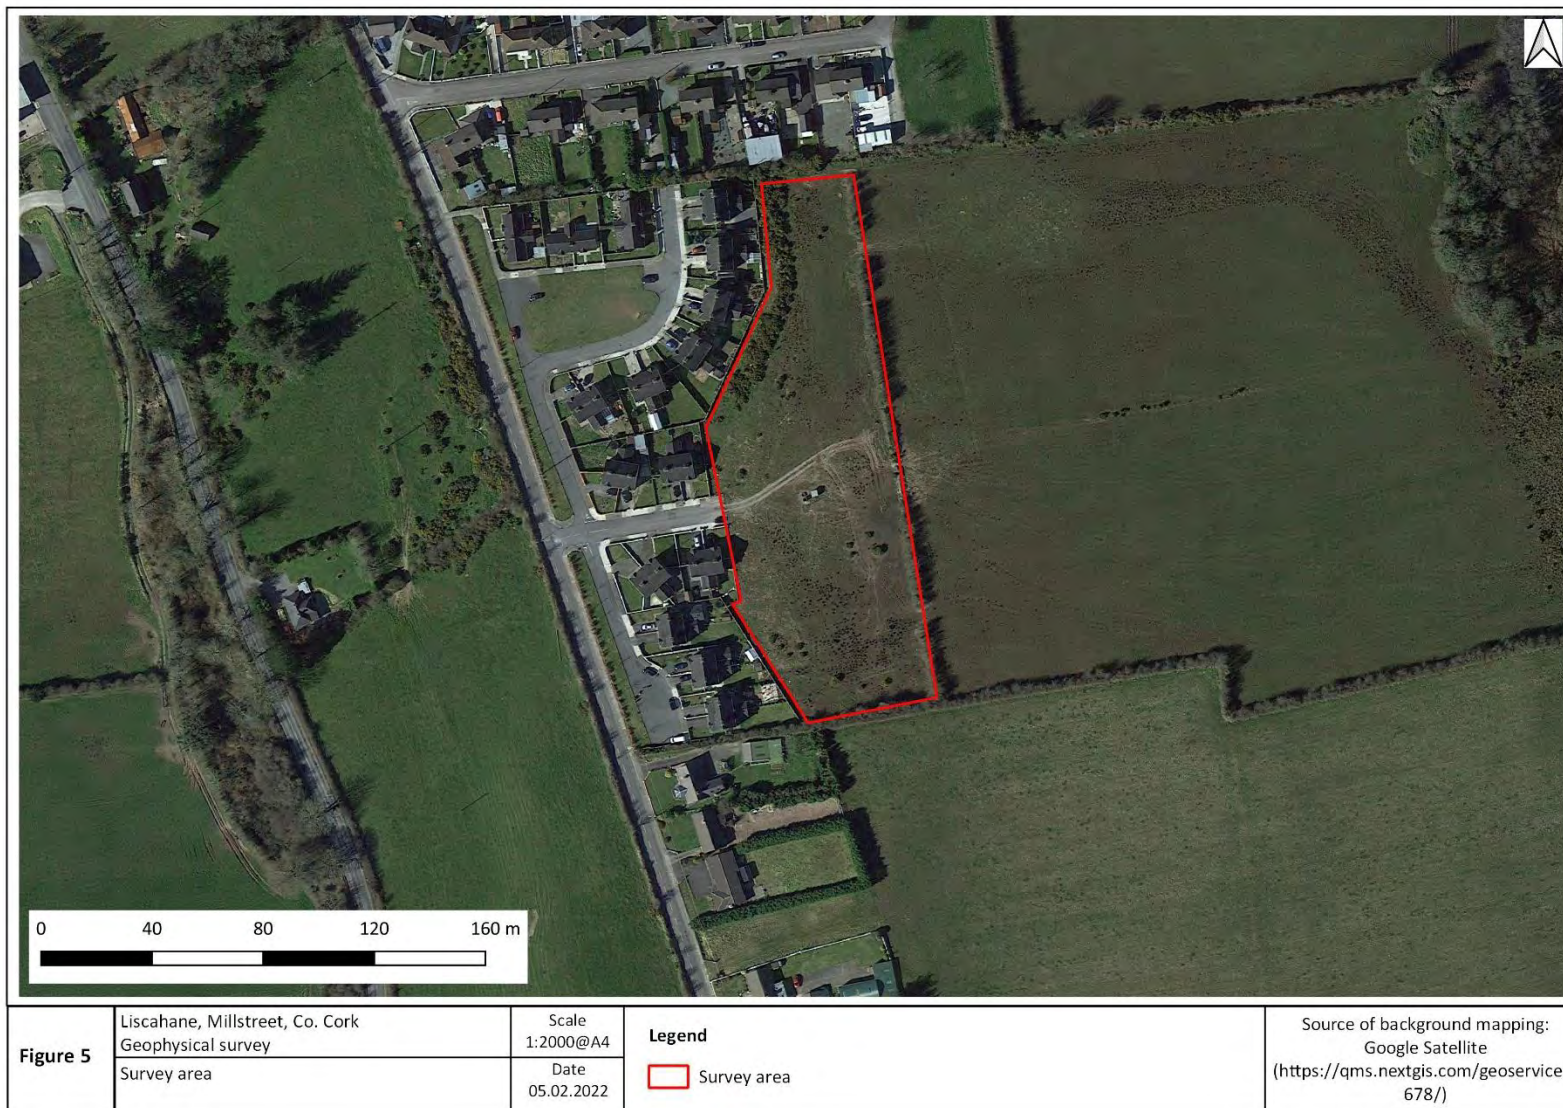 0 40 80 120 160 m
Figure 5
Liscahane, Millstreet, Co. Cork
Geophysical survey
Survey area
Scale
1:2000@A4
Date
05.02.2022
Legend
Survey area
Source of background mapping:
Google Satellite
(https://qms.nextgis.com/geoservice
678/)